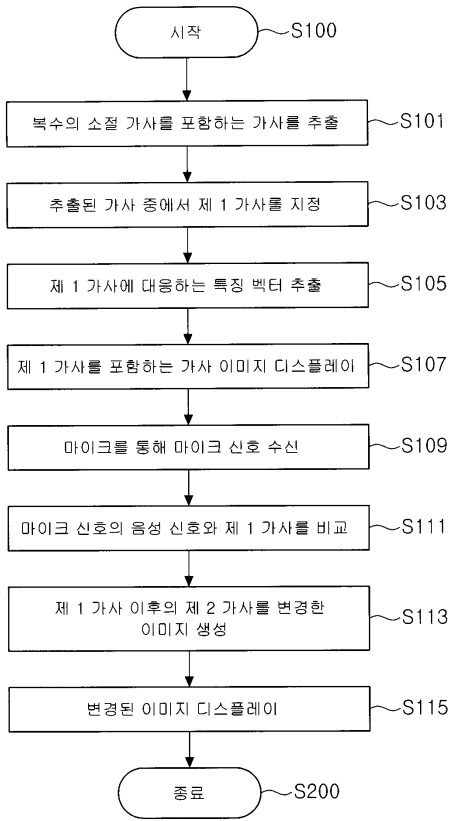 시작 S100
복수의 소절 가사를 포함하는 가사를 추출 S101
추출된 가사 중에서 제 1 가사를 지정 S103
제 1 가사에 대응하는 특징 벡터 추출 S105
제 1 가사를 포함하는 가사 이미지 디스플레이 S107
마이크를 통해 마이크 신호 수신 S109
마이크 신호의 음성 신호와 제 1 가사를 비교 S111
제 1 가사 이후의 제 2 가사를 변경한
이미지 생성 S113
변경된 이미지 디스플레이 S115
종료 S200